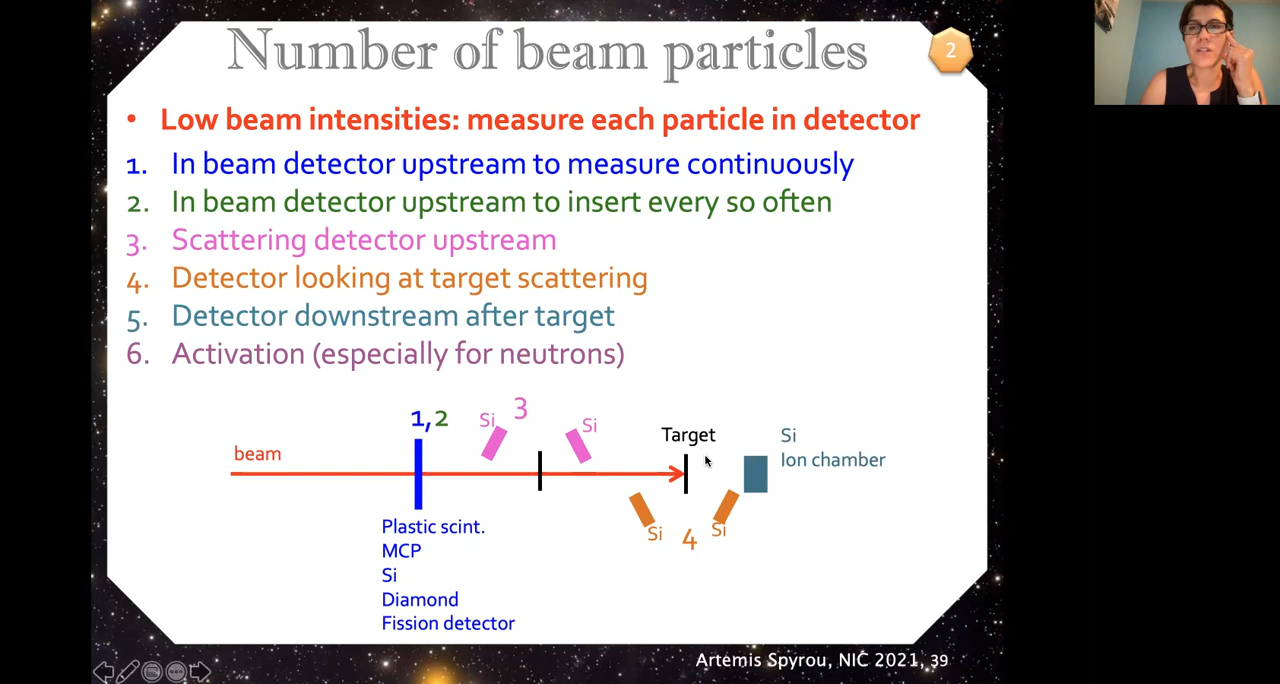 Number of beam particles
2
• Low beam intensities: measure each particle in detector
1. In beam detector upstream to measure continuously
2. In beam detector upstream to insert every so often
3. Scattering detector upstream
4. Detector looking at target scattering
5. Detector downstream after target
6. Activation (especially for neutrons)
beam
1,2
Si
3
Si
Target
Si
Ion chamber
Plastic scint.
MCP
Si
Diamond
Fission detector
Si
4
Si
Artemis Spyrou, NIC 2021, 39